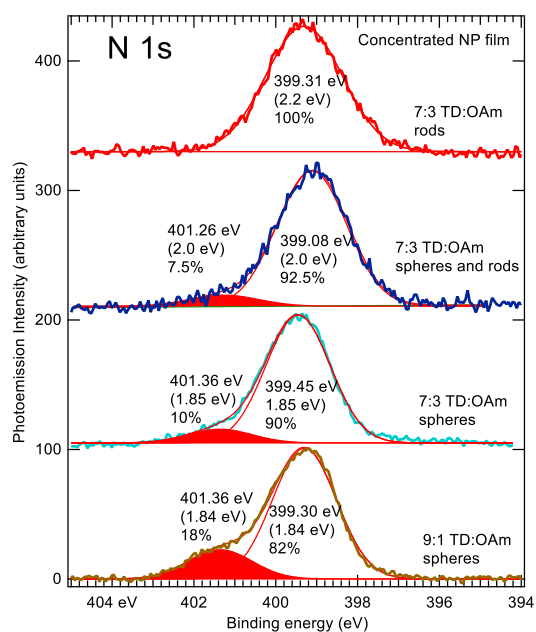 N 1s
Concentrated NP film
400
399.31 eV
(2.2 eV)
100%
7:3 TD:OAm
rods
300
401.26 eV
(2.0 eV)
7.5%
399.08 eV
(2.0 eV)
92.5%
7:3 TD:OAm
spheres and rods
200
401.36 eV
(1.85 eV)
10%
399.45 eV
1.85 eV)
90%
7:3 TD:OAm
spheres
100
401.36 eV
(1.84 eV)
18%
399.30 eV
(1.84 eV)
82%
9:1 TD:OAm
spheres
0
Photoemission Intensity (arbitrary units)
404 eV 402 400 398 396 394
Binding energy (eV)